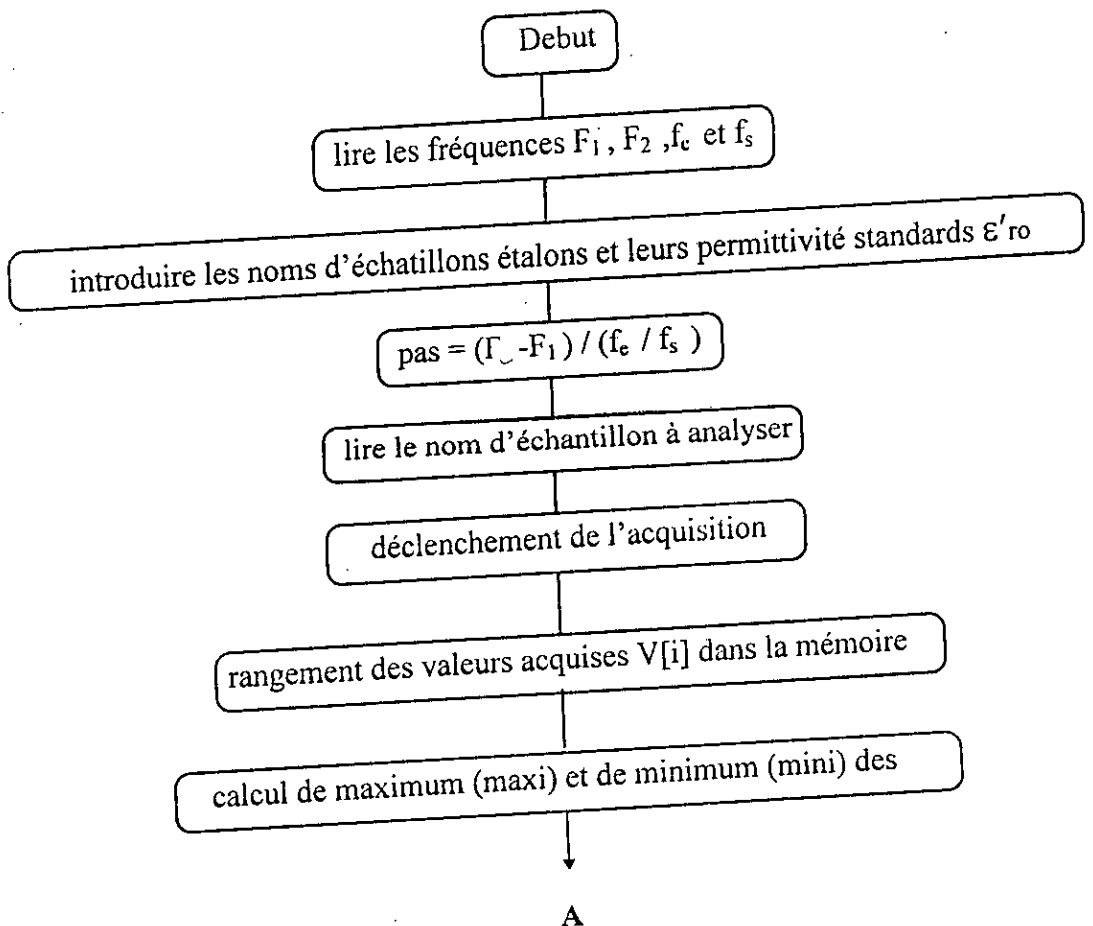 Debut
lire les fréquences F₁, F₂ ,fₑ et fₛ
introduire les noms d'échatillons étalons et leurs permittivité standards ε′ro
pas = ( -F₁ ) / (fₑ / fₛ )
lire le nom d'échantillon à analyser
déclenchement de l'acquisition
rangement des valeurs acquises V[i] dans la mémoire
calcul de maximum (maxi) et de minimum (mini) des
A